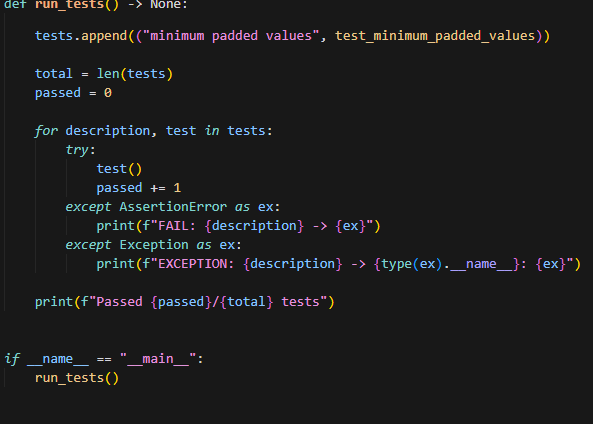 def run_tests() -> None:
tests.append(("minimum padded values", test_minimum_padded_values))
total = len(tests)
passed = 0
for description, test in tests:
try:
test()
passed += 1
except AssertionError as ex:
print(f"FAIL: {description} -> {ex}")
except Exception as ex:
print(f"EXCEPTION: {description} -> {type(ex).__name__}: {ex}")
print(f"Passed {passed}/{total} tests")
if __name__ == "__main__":
run_tests()